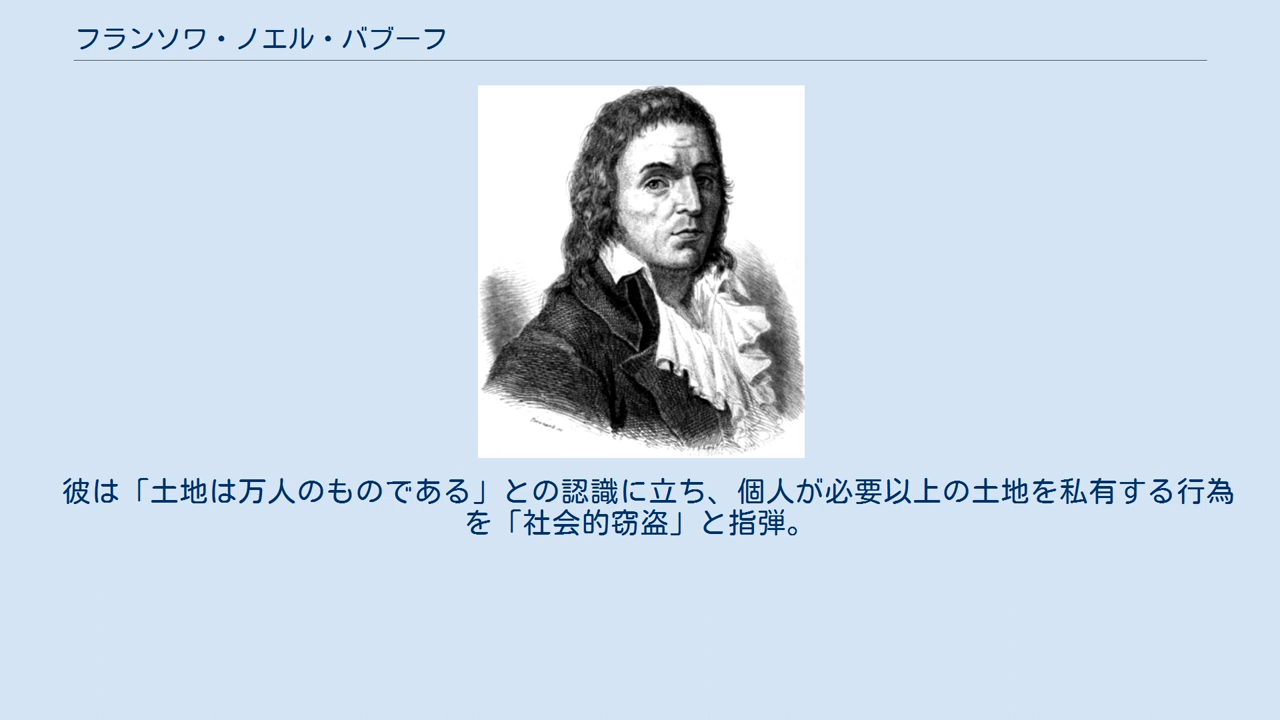 フランソワ・ノエル・バブーフ
彼は「土地は万人のものである」との認識に立ち、個人が必要以上の土地を私有する行為
を「社会的窃盗」と指弾。